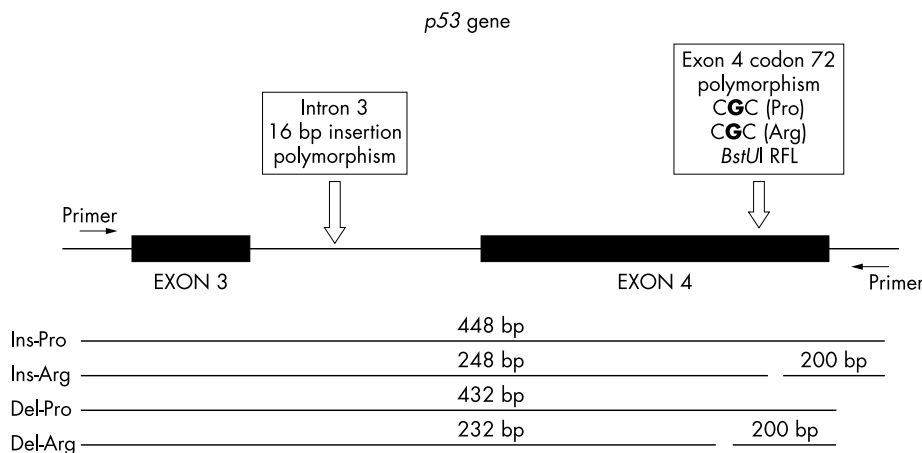 p53 gene
Intron 3
16 bp insertion
polymorphism
Exon 4 codon 72
polymorphism
CGC (Pro)
CGC (Arg)
BstUI RFL
Primer
EXON 3
EXON 4
Primer
448 bp
Ins-Pro
248 bp
200 bp
Ins-Arg
432 bp
Del-Pro
232 bp
200 bp
Del-Arg